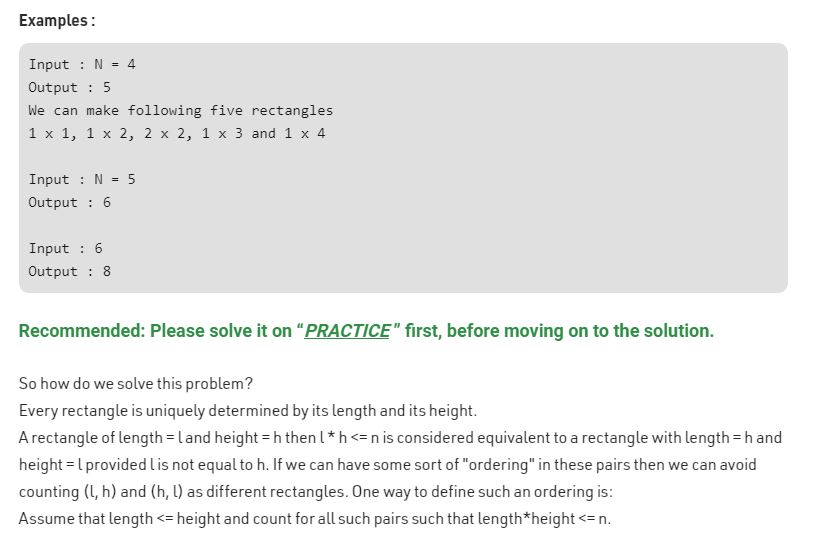 Examples :
Input : N = 4
Output : 5
We can make following five rectangles
1 x 1, 1 x 2, 2 x 2, 1 x 3 and 1 x 4
Input : N = 5
Output : 6
Input : 6
Output : 8
Recommended: Please solve it on “PRACTICE” first, before moving on to the solution.
So how do we solve this problem?
Every rectangle is uniquely determined by its length and its height.
A rectangle of length = l and height = h then l * h <= n is considered equivalent to a rectangle with length = h and
height = l provided l is not equal to h. If we can have some sort of "ordering" in these pairs then we can avoid
counting (l, h) and (h, l) as different rectangles. One way to define such an ordering is:
Assume that length <= height and count for all such pairs such that length*height <= n.